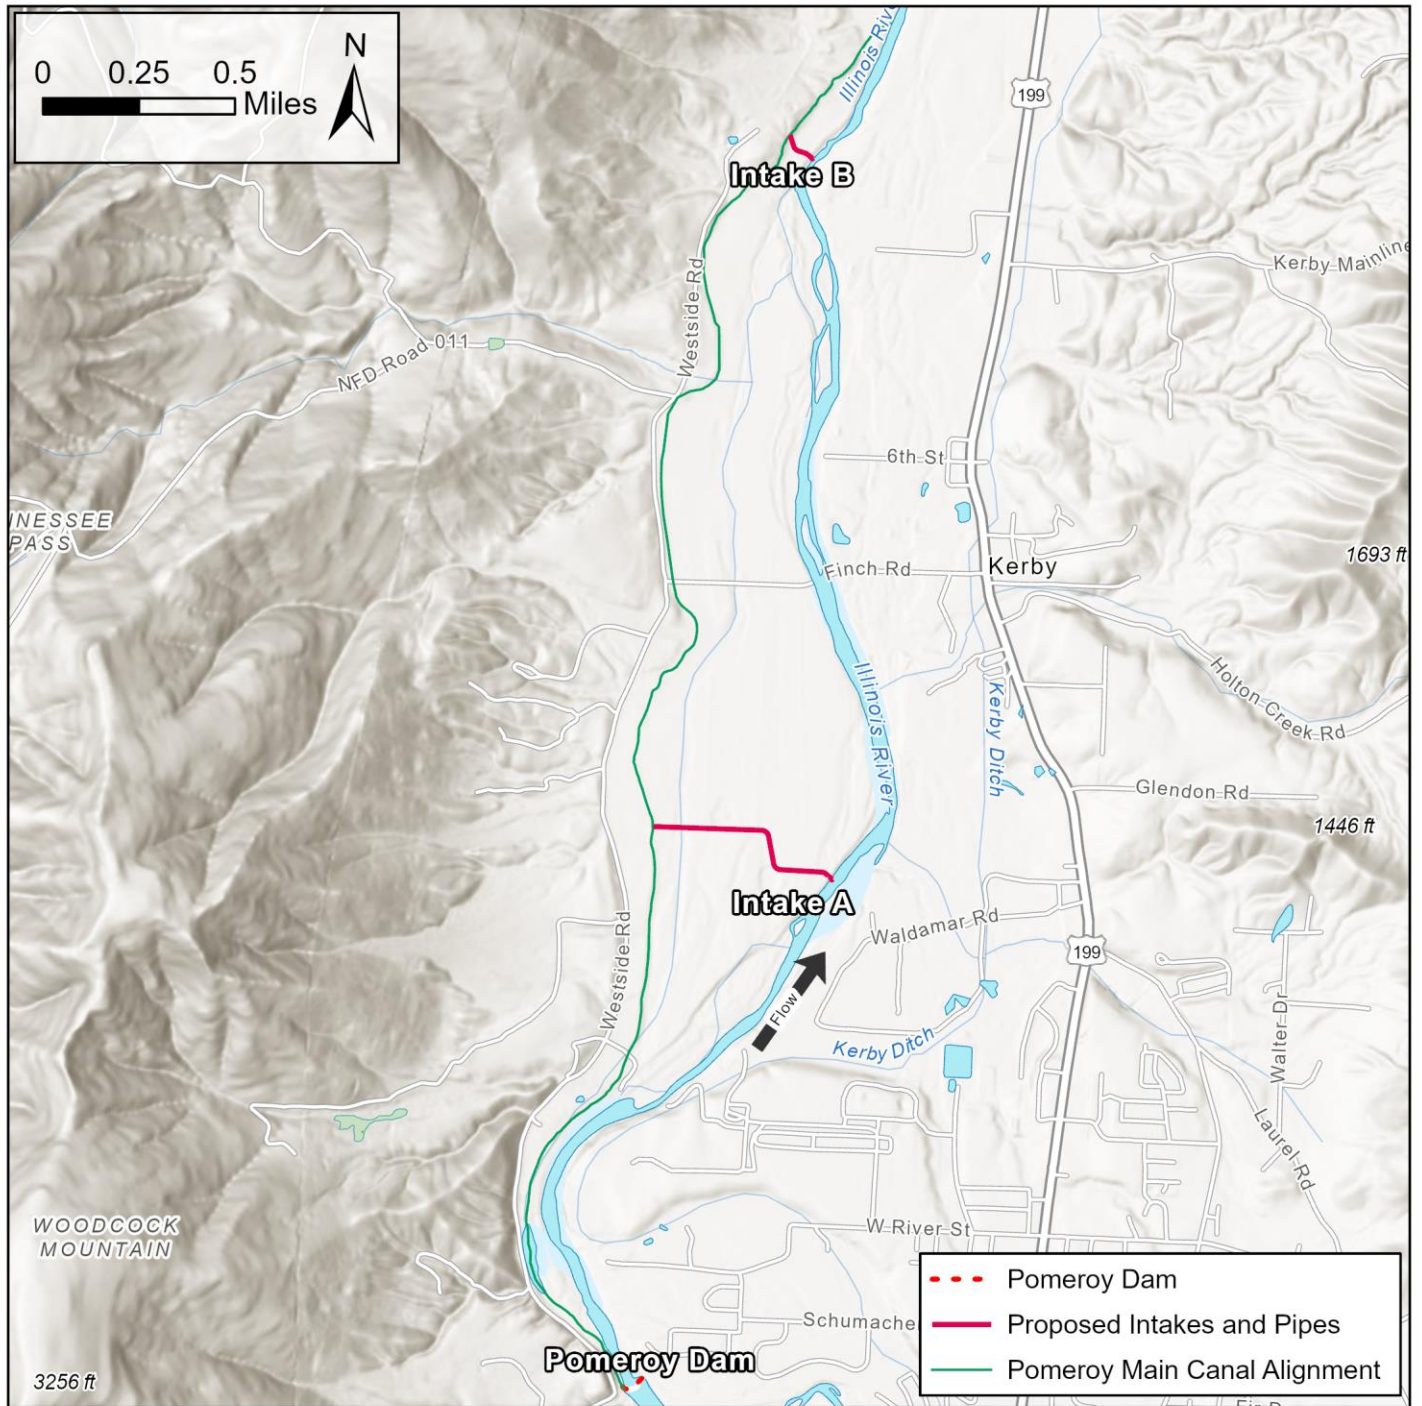 N
0 0.25 0.5
Miles
Illinois Rive
199
Intake B
Kerby Mainline
Westside Rd
NFD Road 011
6th St
INESSEE
PASS
1693 ft
Finch Rd
Kerby
Illinois River
Kerby Ditch
Holton Creek Rd
Glendon Rd
1446 ft
Intake A
Waldamar Rd
Westside Rd
199
Flow
Kerby Ditch
Walter Dr
Laurel Rd
WOODCOCK
MOUNTAIN
W River St
Schumache
Pomeroy Dam
3256 ft
Pomeroy Dam
Proposed Intakes and Pipes
Pomeroy Main Canal Alignment